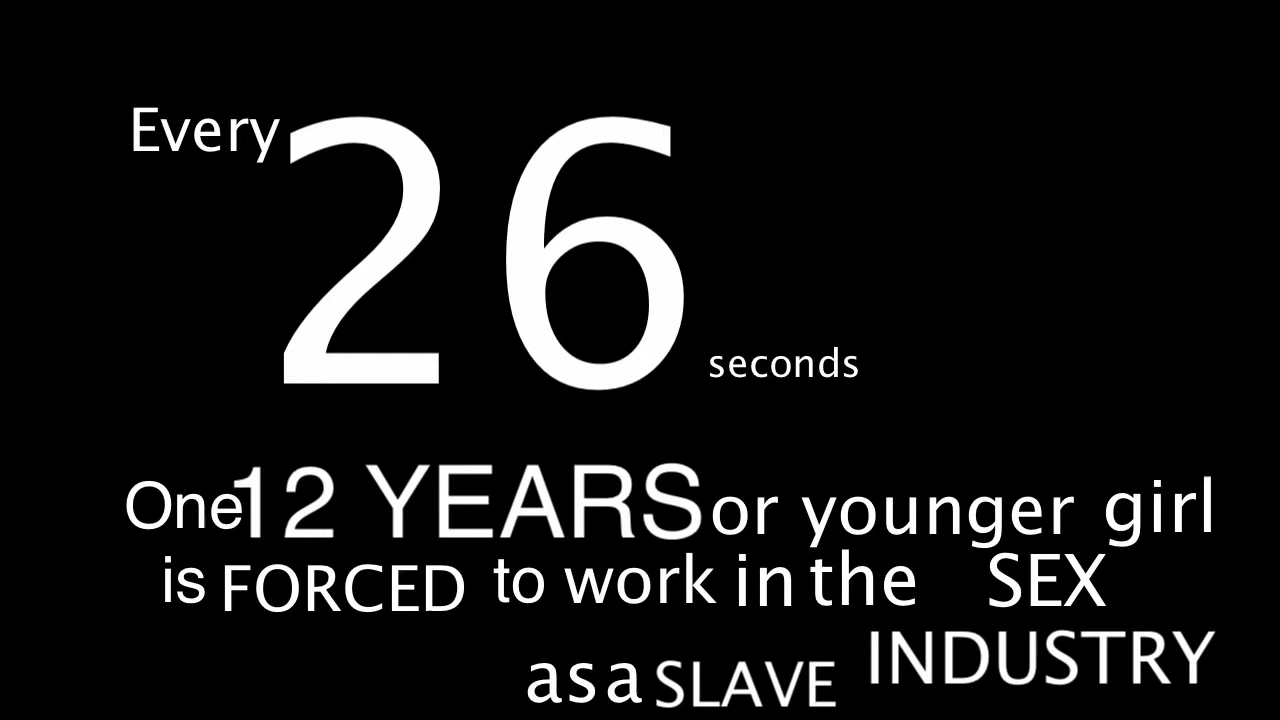 Every 26 seconds
One 12 YEARS or younger girl
is FORCED to work in the SEX
INDUSTRY
as a SLAVE